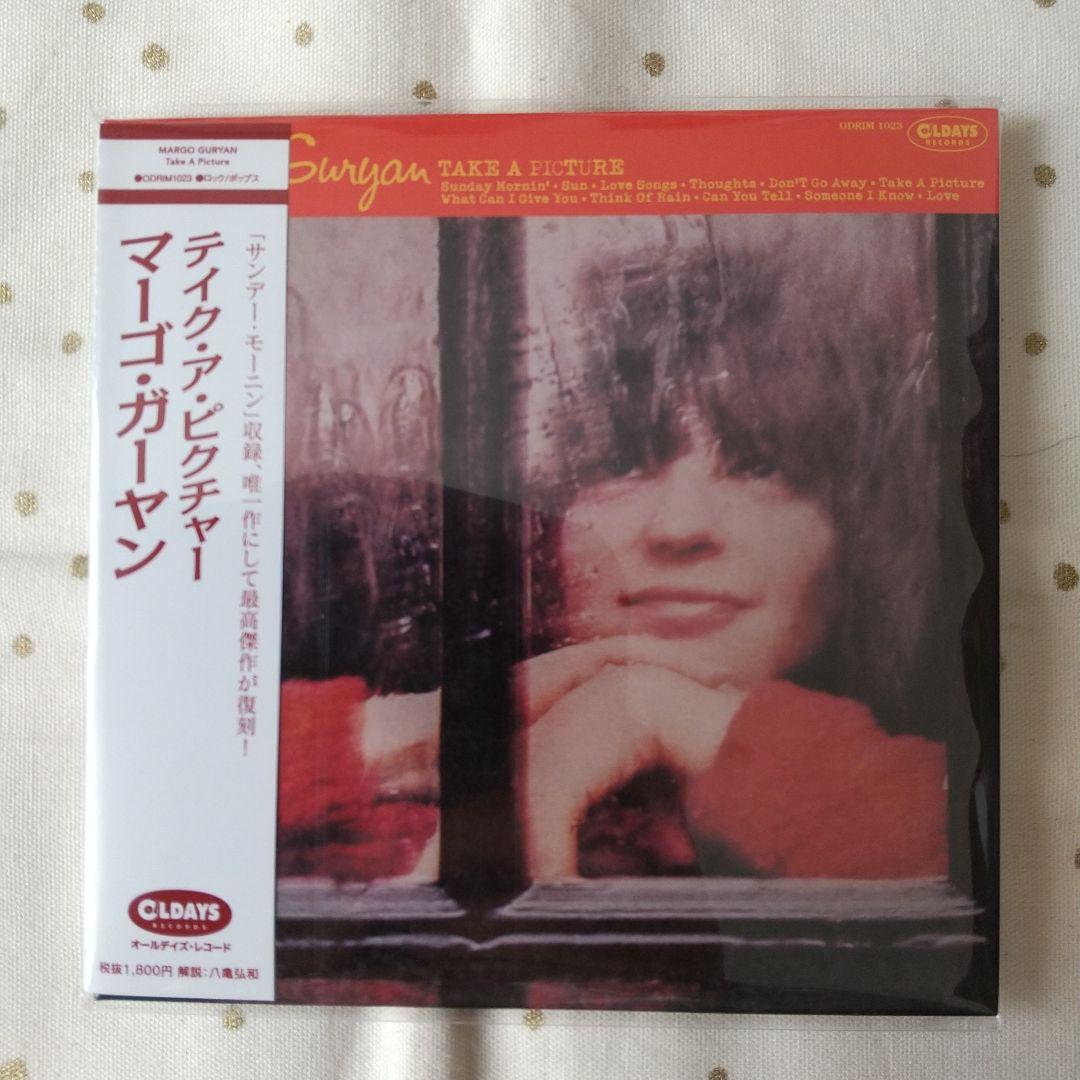 MARGO GURYAN
Take A Picture
●ODRIM1023 ●ロック/ポップス
「サンデー・モーニン」収録、唯一作にして最高傑作が復刻!
テイク・ア・ピクチャー
マーゴ・ガーヤン
OLDAYS
RECORDS
オールデイズ・レコード
税抜1,800円 解説:八亀弘和
ODRIM 1023
OLDAYS
RECORDS
Guryan TAKE A PICTURE
Sunday Mornin' • Sun • Love Songs • Thoughts • Don'T Go Away • Take A Picture
What Can I Give You • Think Of Rain • Can You Tell • Someone I Know • Love